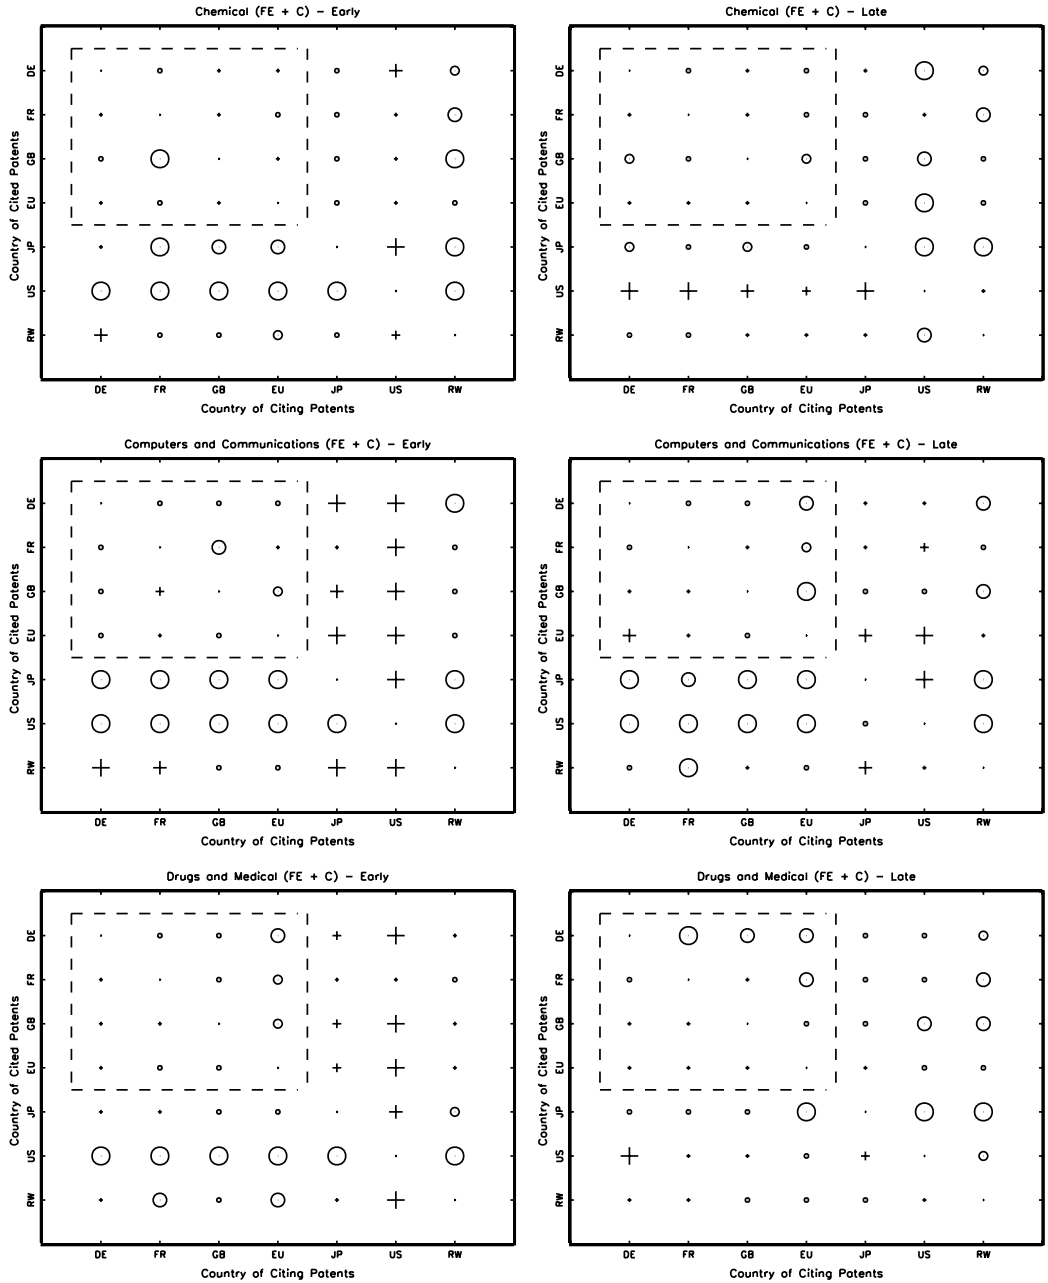 Chemical (FE + C) – Early
Country of Cited Patents
DE
FR
GB
EU
JP
US
RW
DE FR GB EU JP US RW
Country of Citing Patents
Chemical (FE + C) – Late
Country of Cited Patents
DE
FR
GB
EU
JP
US
RW
DE FR GB EU JP US RW
Country of Citing Patents
Computers and Communications (FE + C) – Early
Country of Cited Patents
DE
FR
GB
EU
JP
US
RW
DE FR GB EU JP US RW
Country of Citing Patents
Computers and Communications (FE + C) – Late
Country of Cited Patents
DE
FR
GB
EU
JP
US
RW
DE FR GB EU JP US RW
Country of Citing Patents
Drugs and Medical (FE + C) – Early
Country of Cited Patents
DE
FR
GB
EU
JP
US
RW
DE FR GB EU JP US RW
Country of Citing Patents
Drugs and Medical (FE + C) – Late
Country of Cited Patents
DE
FR
GB
EU
JP
US
RW
DE FR GB EU JP US RW
Country of Citing Patents